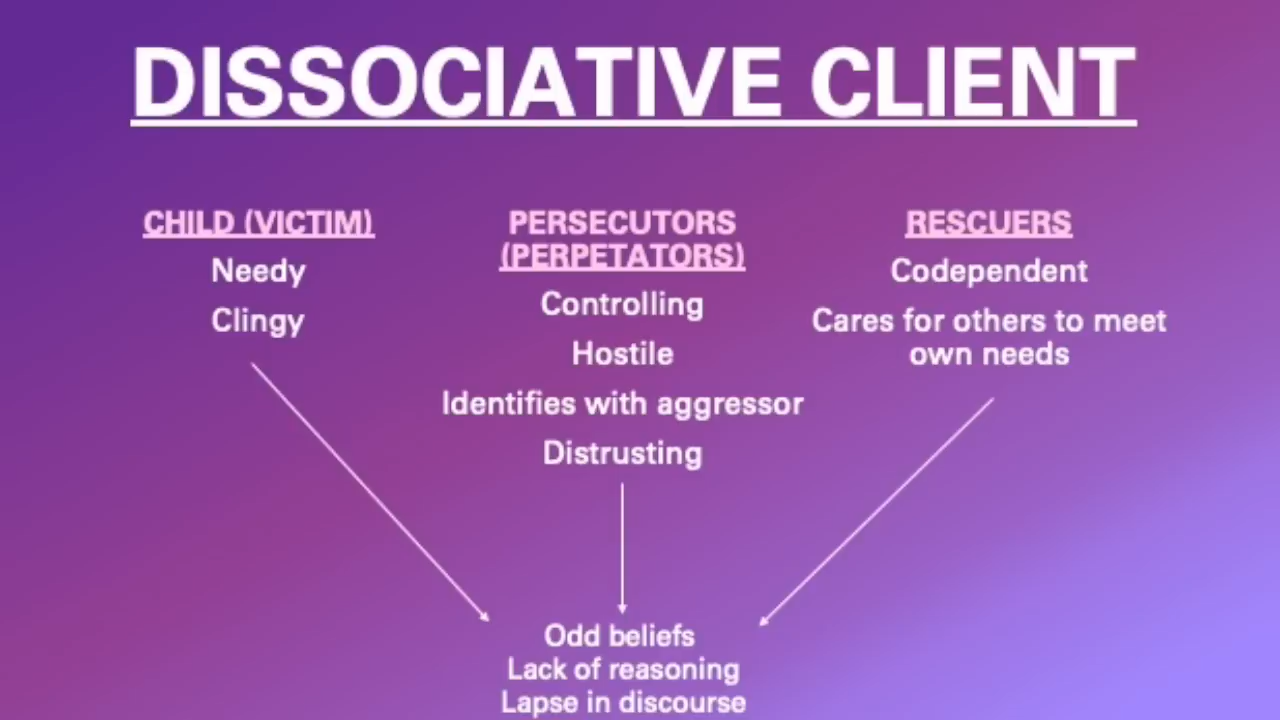 DISSOCIATIVE CLIENT
CHILD (VICTIM)
Needy
Clingy
PERSECUTORS
(PERPETATORS)
Controlling
Hostile
Identifies with aggressor
Distrusting
RESCUERS
Codependent
Cares for others to meet
own needs
Odd beliefs
Lack of reasoning
Lapse in discourse